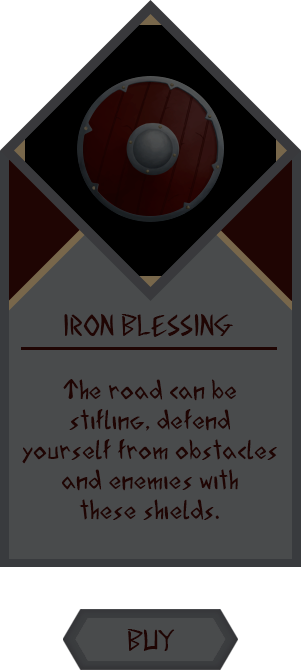 IRON BLESSING
The road can be
stifling, defend
yourself from obstacles
and enemies with
these shields.
BUY